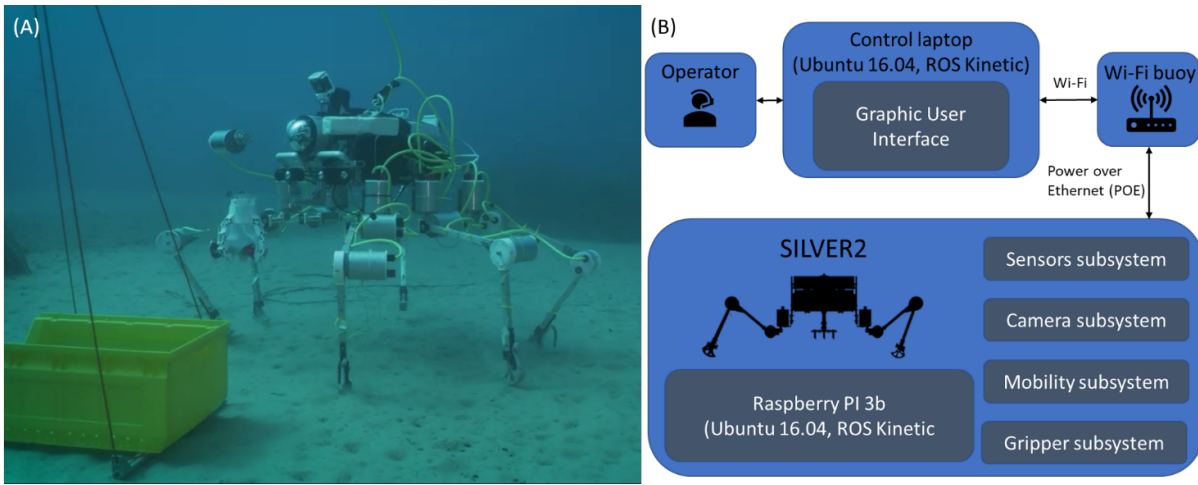 (A)
(B)
Operator
Control laptop
(Ubuntu 16.04, ROS Kinetic)
Graphic User
Interface
Wi-Fi
Wi-Fi buoy
Power over
Ethernet (POE)
SILVER2
Raspberry PI 3b
(Ubuntu 16.04, ROS Kinetic
Sensors subsystem
Camera subsystem
Mobility subsystem
Gripper subsystem